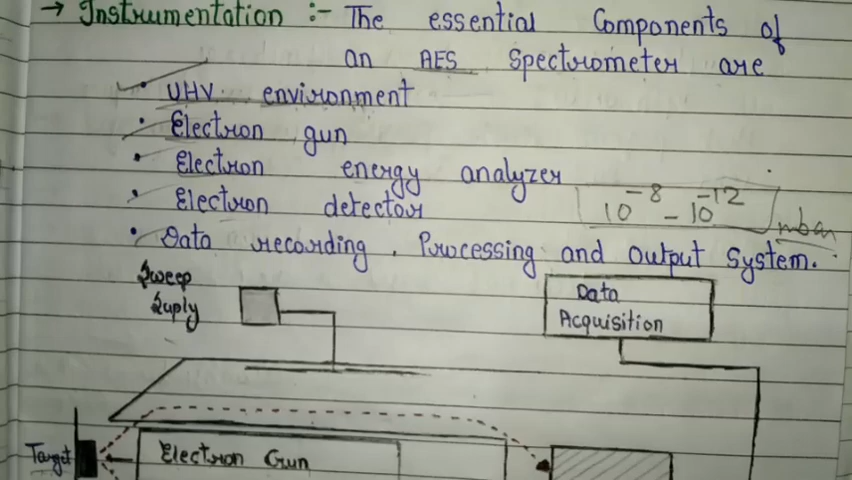 → Instrumentation :- The essential Components of
an AES Spectrometer are
• UHV environment
• Electron gun
• Electron energy analyzer
• Electron detector
10⁻⁸ - 10⁻¹² mbar
• Data recording, Processing and output System.
Sweep
Suply
Data
Acquisition
Target
Electron Gun